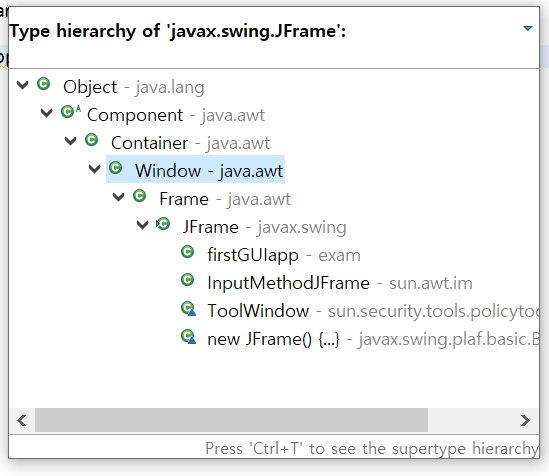 Type hierarchy of 'javax.swing.JFrame':
Object - java.lang
A Component - java.awt
Container - java.awt
Window - java.awt
Frame - java.awt
JFrame - javax.swing
firstGUIapp - exam
InputMethodJFrame - sun.awt.im
ToolWindow - sun.security.tools.policytoo
new JFrame() {...} - javax.swing.plaf.basic.B
Press 'Ctrl+T' to see the supertype hierarchy